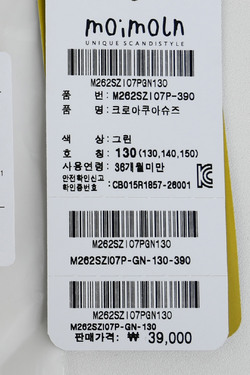 moimoln
UNIQUE SCANDISTYLE
M262SZI07PGN130
품 번: M262SZI07P-390
품 명: 크로아쿠아슈즈
색 상: 그린
호 칭: 130 (130,140,150)
사용연령: 36개월미만
안전확인신고
확인증번호: CB015R1857-26001
M262SZI07PGN130
M262SZI07P-GN-130-390
M262SZI07PGN130
M262SZI07P-GN-130
판매가격: ₩ 39,000